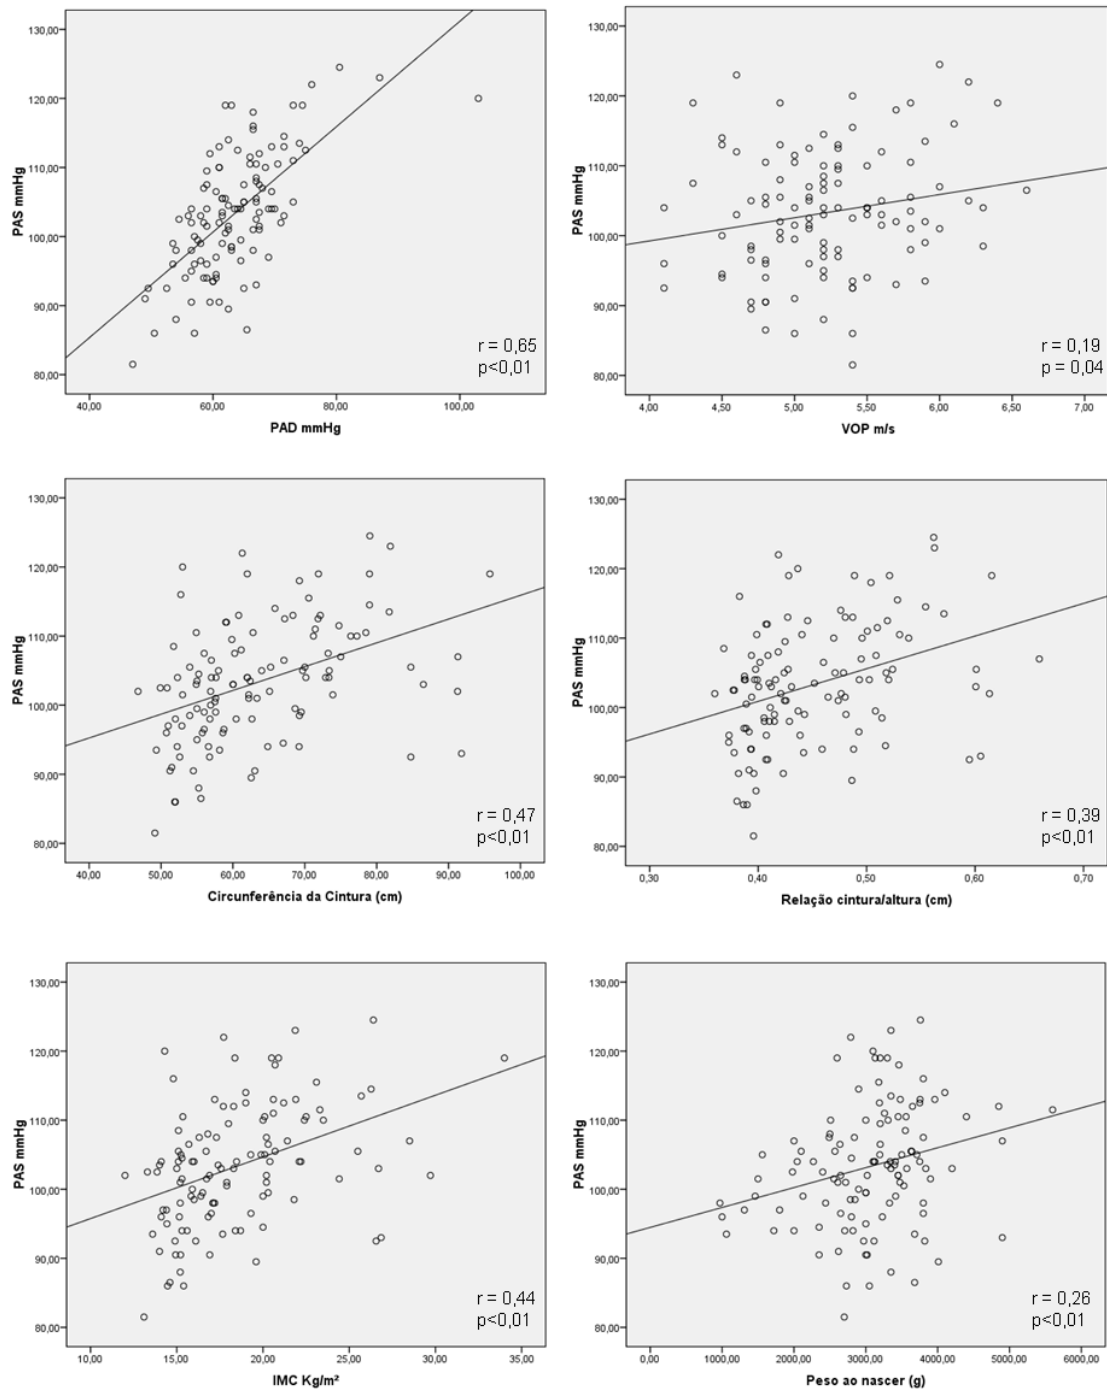 130,00
120,00
110,00
100,00
90,00
80,00
PAS mmHg
r = 0,65
p<0,01
40,00 60,00 80,00 100,00
PAD mmHg
130,00
120,00
110,00
100,00
90,00
80,00
PAS mmHg
r = 0,19
p = 0,04
4,00 4,50 5,00 5,50 6,00 6,50 7,00
VOP m/s
130,00
120,00
110,00
100,00
90,00
80,00
PAS mmHg
r = 0,47
p<0,01
40,00 50,00 60,00 70,00 80,00 90,00 100,00
Circunferência da Cintura (cm)
130,00
120,00
110,00
100,00
90,00
80,00
PAS mmHg
r = 0,39
p<0,01
0,30 0,40 0,50 0,60 0,70
Relação cintura/altura (cm)
130,00
120,00
110,00
100,00
90,00
80,00
PAS mmHg
r = 0,44
p<0,01
10,00 15,00 20,00 25,00 30,00 35,00
IMC Kg/m²
130,00
120,00
110,00
100,00
90,00
80,00
PAS mmHg
r = 0,26
p<0,01
0,00 1000,00 2000,00 3000,00 4000,00 5000,00 6000,00
Peso ao nascer (g)